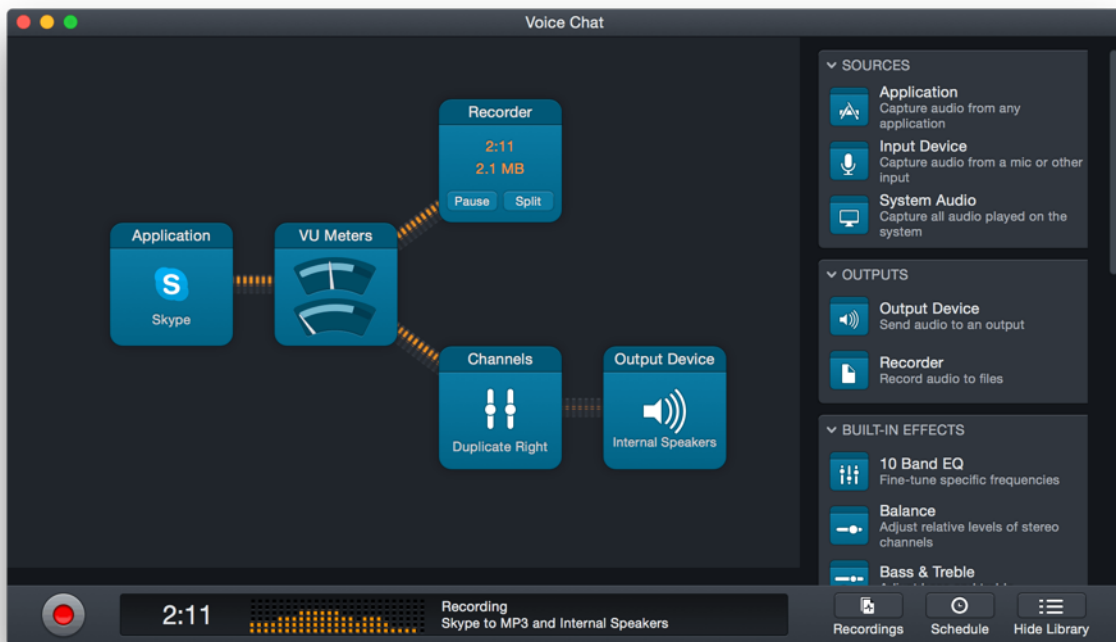 Voice Chat
Recorder
2:11
2.1 MB
Pause
Split
Application
S
Skype
VU Meters
Channels
Duplicate Right
Output Device
Internal Speakers
SOURCES
Application
Capture audio from any
application
Input Device
Capture audio from a mic or other
input
System Audio
Capture all audio played on the
system
OUTPUTS
Output Device
Send audio to an output
Recorder
Record audio to files
BUILT-IN EFFECTS
10 Band EQ
Fine-tune specific frequencies
Balance
Adjust relative levels of stereo
channels
Bass & Treble
2:11
Recording
Skype to MP3 and Internal Speakers
Recordings
Schedule
Hide Library